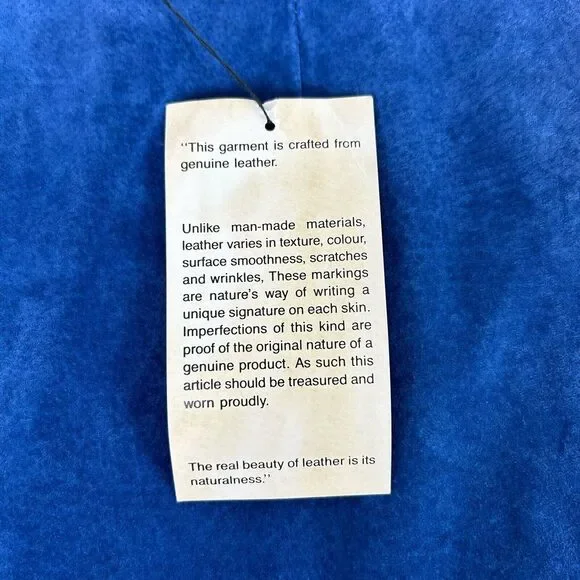 "This garment is crafted from
genuine leather.
Unlike man-made materials,
leather varies in texture, colour,
surface smoothness, scratches
and wrinkles, These markings
are nature's way of writing a
unique signature on each skin.
Imperfections of this kind are
proof of the original nature of a
genuine product. As such this
article should be treasured and
worn proudly.
The real beauty of leather is its
naturalness."